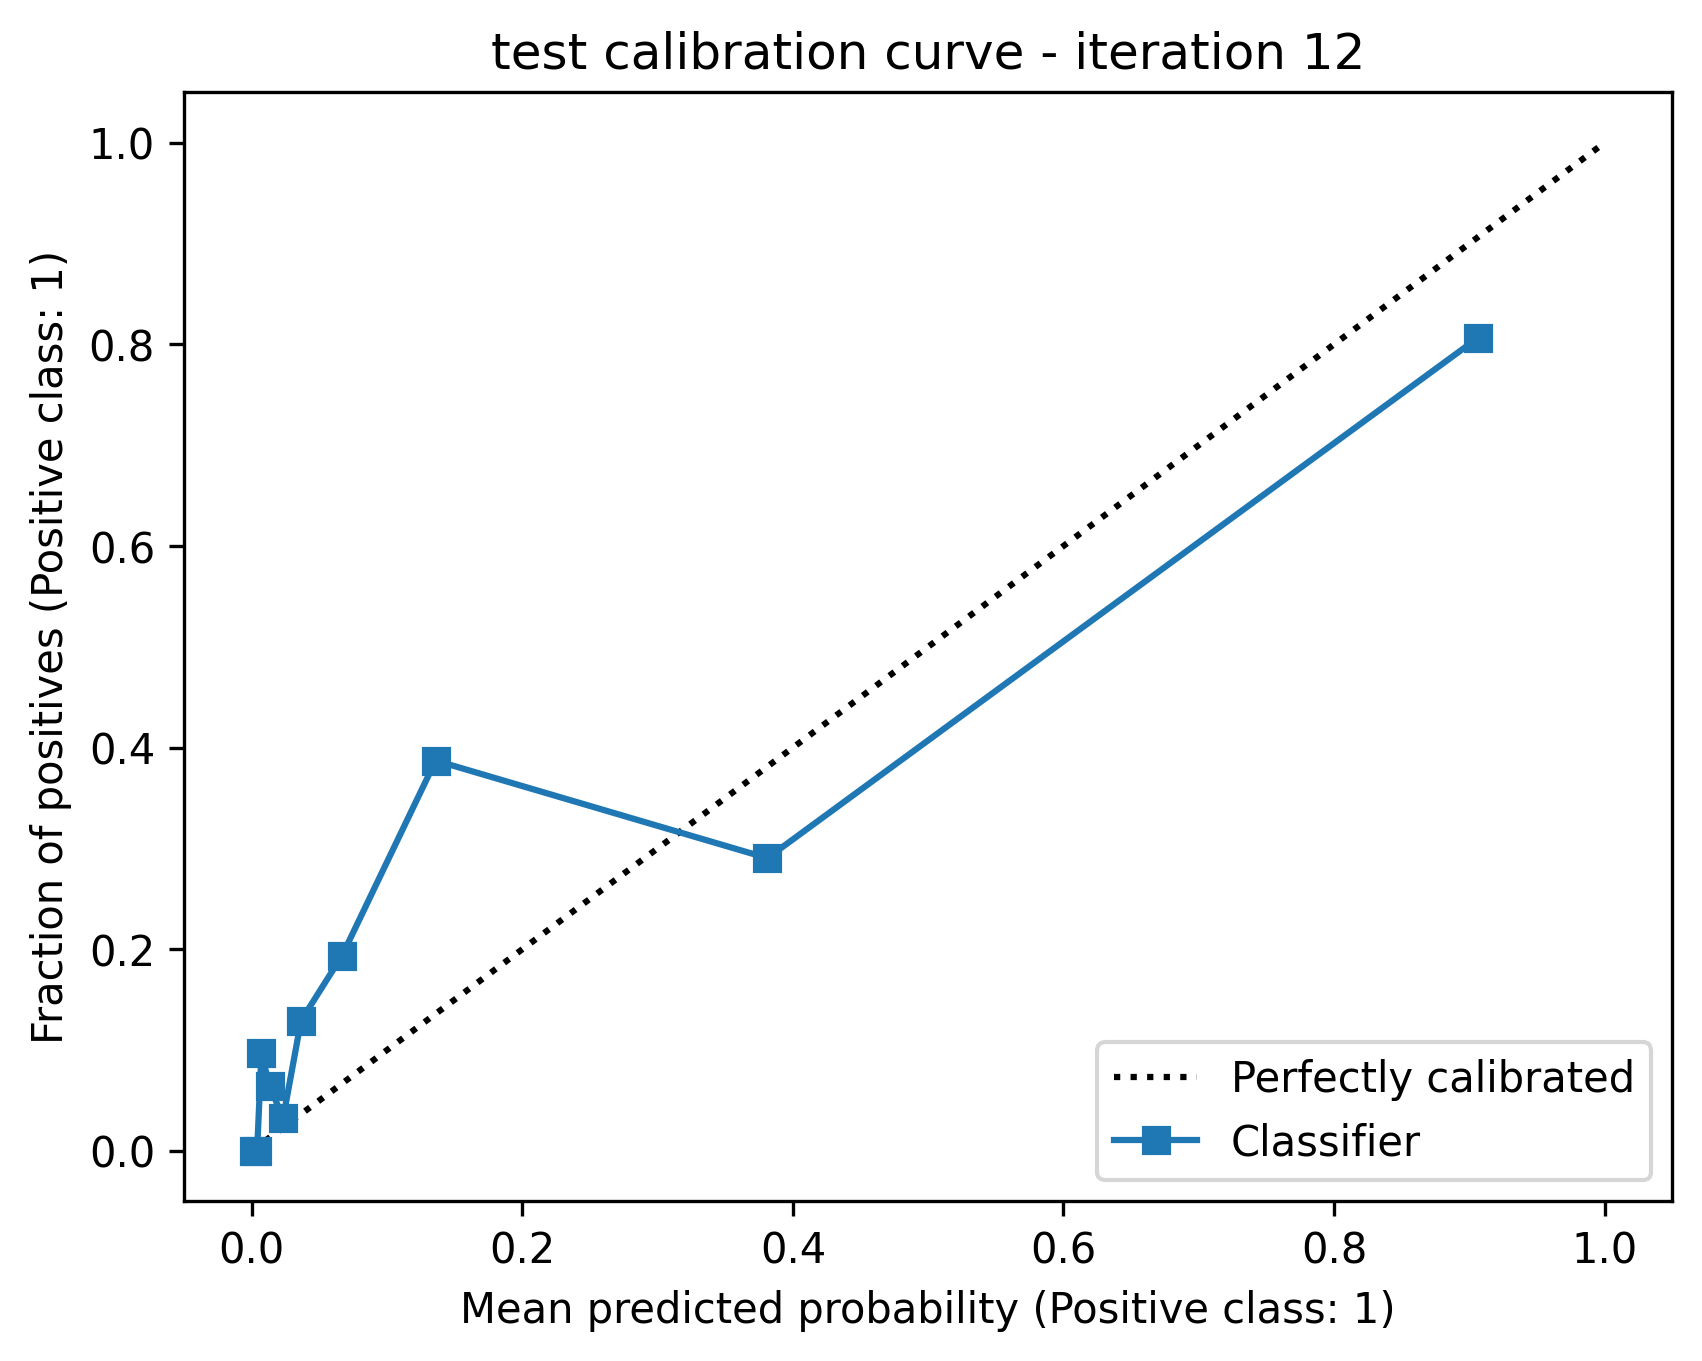 test calibration curve - iteration 12
1.0
0.8
0.6
0.4
0.2
0.0
Fraction of positives (Positive class: 1)
Perfectly calibrated
Classifier
0.0 0.2 0.4 0.6 0.8 1.0
Mean predicted probability (Positive class: 1)